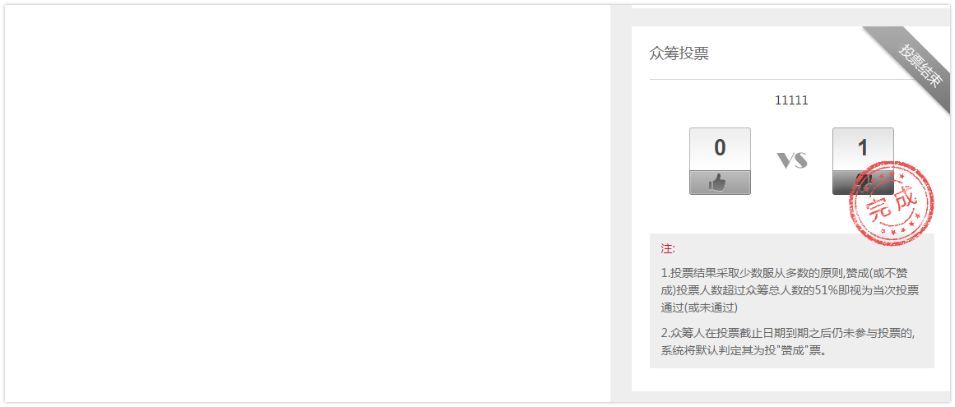 众筹投票
投票结束
11111
0
VS
1
完成
注:
1.投票结果采取少数服从多数的原则,赞成(或不赞
成)投票人数超过众筹总人数的51%即视为当次投票
通过(或未通过)
2.众筹人在投票截止日期到期之后仍未参与投票的,
系统将默认判定其为投"赞成"票。